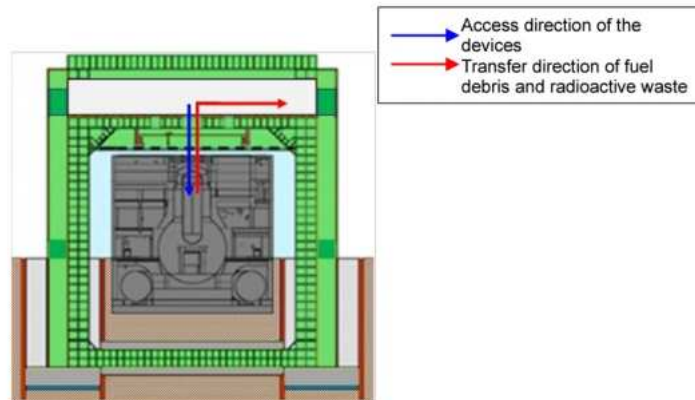 Access direction of the
devices
Transfer direction of fuel
debris and radioactive waste